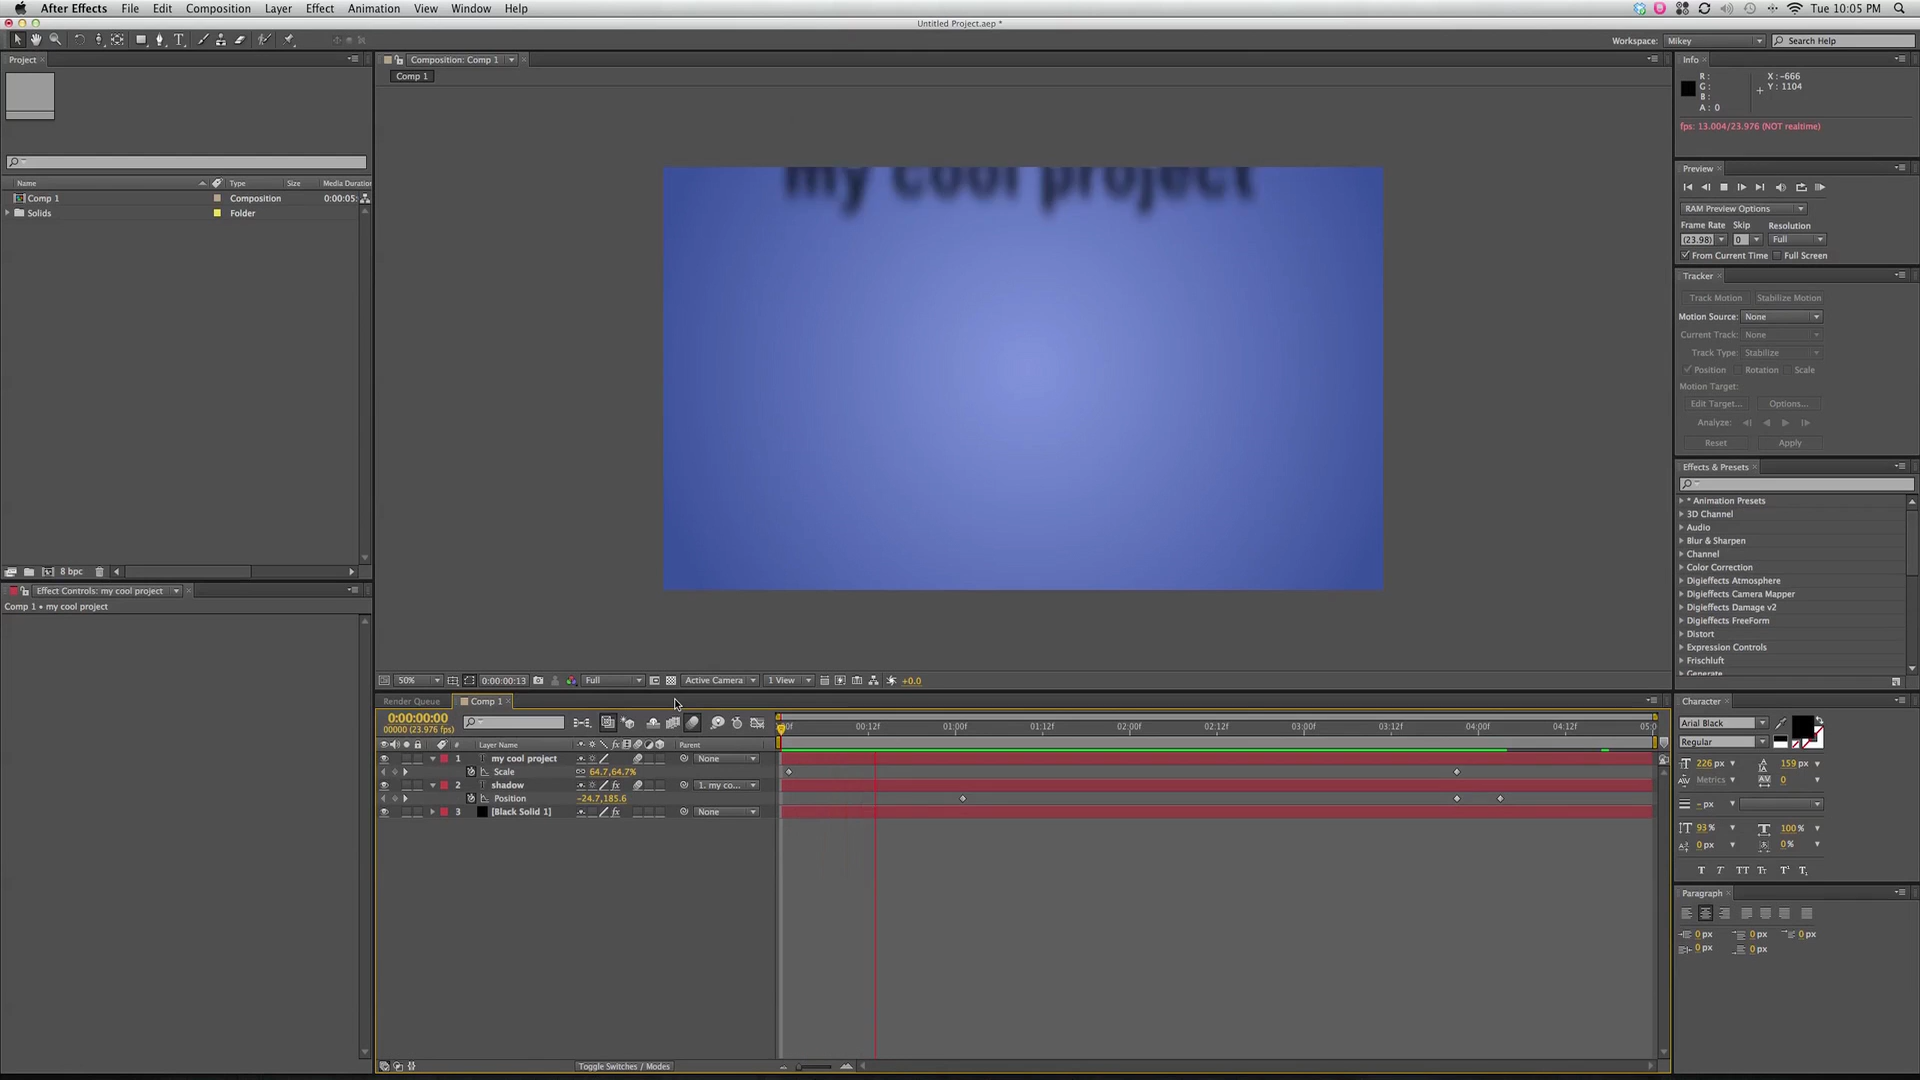 After Effects File Edit Composition Layer Effect Animation View Window Help Tue 10:05 PM
Untitled Project.aep *
Workspace: Mikey Search Help
Project
Composition: Comp 1
Comp 1
Info
R :
G :
B :
A : 0
X : -666
Y : 1104
fps: 13.004/23.976 (NOT realtime)
my cool project
Name Type Size Media Duratior
Comp 1 Composition 0:00:05:
Solids Folder
8 bpc
Effect Controls: my cool project
Comp 1 • my cool project
Preview
RAM Preview Options
Frame Rate Skip Resolution
(23.98) 0 Full
From Current Time Full Screen
Tracker
Track Motion Stabilize Motion
Motion Source: None
Current Track: None
Track Type: Stabilize
Position Rotation Scale
Motion Target:
Edit Target... Options...
Analyze:
Reset Apply
Effects & Presets
* Animation Presets
3D Channel
Audio
Blur & Sharpen
Channel
Color Correction
Digieffects Atmosphere
Digieffects Camera Mapper
Digieffects Damage v2
Digieffects FreeForm
Distort
Expression Controls
Frischluft
Generate
50% 0:00:00:13 Full Active Camera 1 View +0.0
Render Queue Comp 1
0:00:00:00
00000 (23.976 fps)
00f 00:12f 01:00f 01:12f 02:00f 02:12f 03:00f 03:12f 04:00f 04:12f 05:0
# Layer Name fx Parent
1 my cool project None
Scale 64.7,64.7%
2 shadow fx 1. my co...
Position -24.7,185.6
3 [Black Solid 1] fx None
Toggle Switches / Modes
Character
Arial Black
Regular
226 px 159 px
Metrics 0
- px
93 % 100 %
0 px 0 %
T T TT Tt T¹ T₁
Paragraph
0 px 0 px 0 px
0 px 0 px